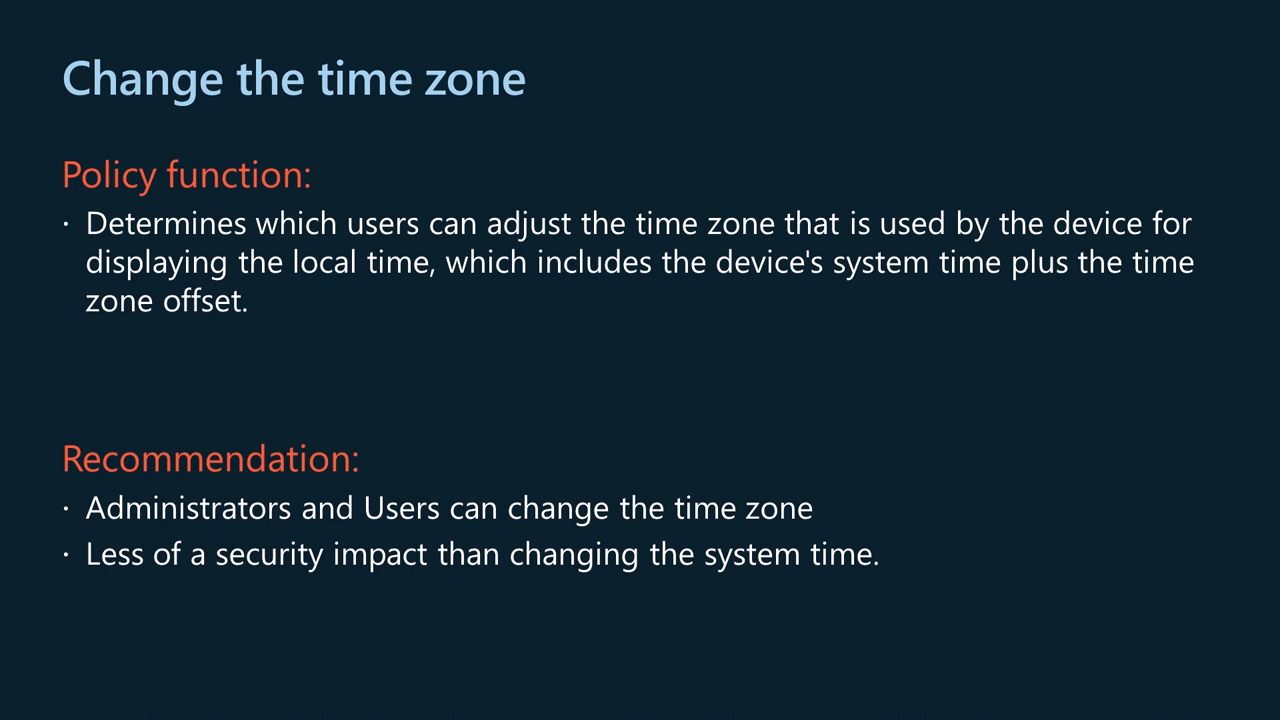 Change the time zone
Policy function:
· Determines which users can adjust the time zone that is used by the device for
displaying the local time, which includes the device's system time plus the time
zone offset.
Recommendation:
· Administrators and Users can change the time zone
· Less of a security impact than changing the system time.